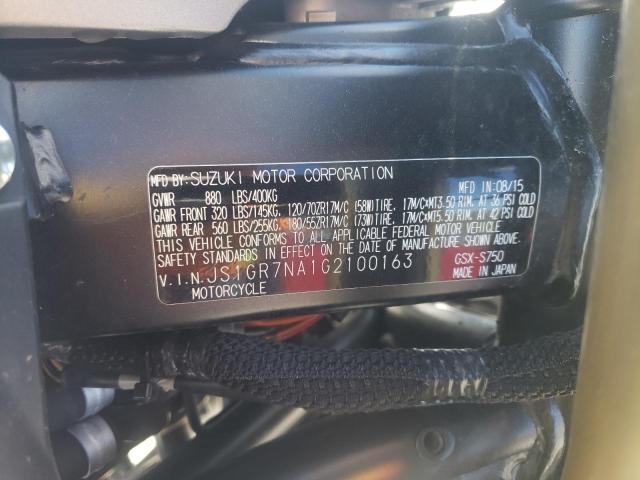 MFD BY:SUZUKI MOTOR CORPORATION MFD IN:08/15
GVWR 880 LBS/400KG
GAWR FRONT 320 LBS/145KG, 120/70ZR17M/C (58W)TIRE, 17M/C×MT3.50 RIM, AT 36 PSI COLD
GAWR REAR 560 LBS/255KG, 180/55ZR17M/C (73W)TIRE, 17M/C×MT5.50 RIM, AT 42 PSI COLD
THIS VEHICLE CONFORMS TO ALL APPLICABLE FEDERAL MOTOR VEHICLE
SAFETY STANDARDS IN EFFECT ON THE DATE OF MANUFACTURE SHOWN ABOVE.
V.I.N.JS1GR7NA1G2100163 GSX-S750
MOTORCYCLE MADE IN JAPAN